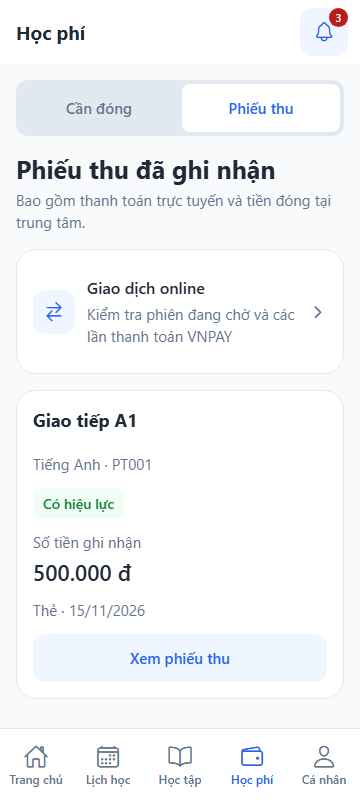 Học phí
3
Cần đóng
Phiếu thu
Phiếu thu đã ghi nhận
Bao gồm thanh toán trực tuyến và tiền đóng tại
trung tâm.
Giao dịch online
Kiểm tra phiên đang chờ và các
lần thanh toán VNPAY
Giao tiếp A1
Tiếng Anh · PT001
Có hiệu lực
Số tiền ghi nhận
500.000 đ
Thẻ · 15/11/2026
Xem phiếu thu
Trang chủ
Lịch học
Học tập
Học phí
Cá nhân